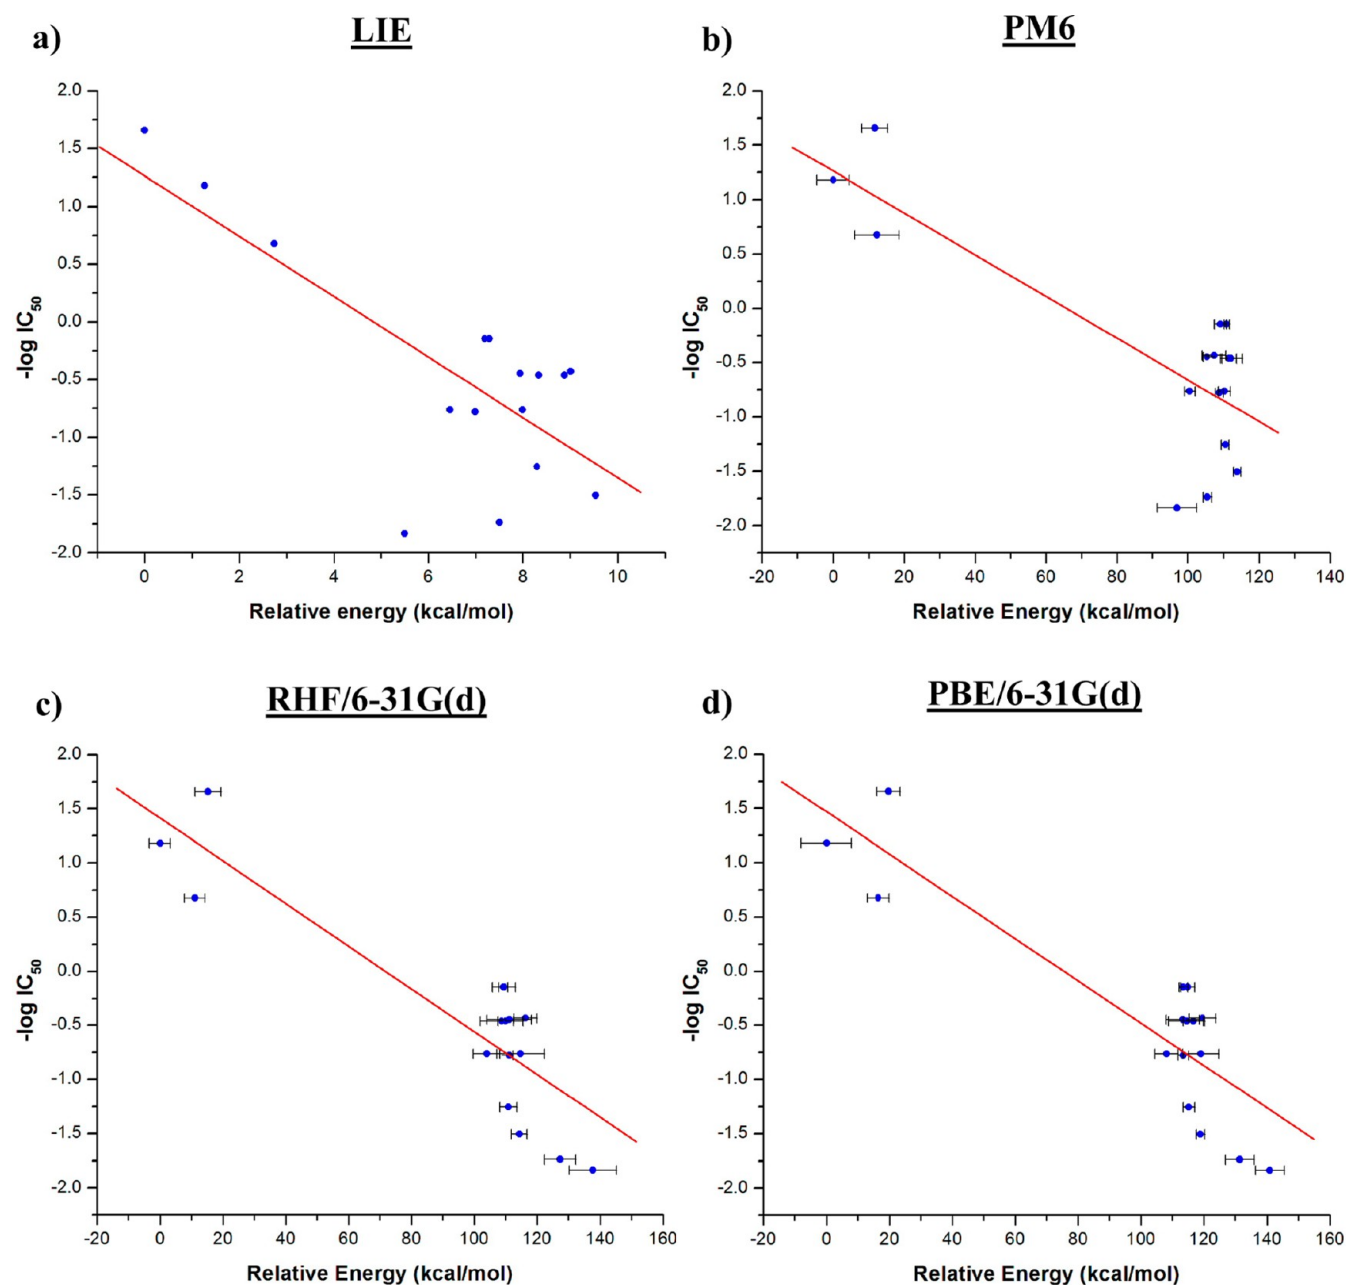 a) LIE
2.0
1.5
1.0
0.5
0.0
-0.5
-1.0
-1.5
-2.0
-log IC50
0 2 4 6 8 10
Relative energy (kcal/mol)
b) PM6
2.0
1.5
1.0
0.5
0.0
-0.5
-1.0
-1.5
-2.0
-log IC50
-20 0 20 40 60 80 100 120 140
Relative Energy (kcal/mol)
c) RHF/6-31G(d)
2.0
1.5
1.0
0.5
0.0
-0.5
-1.0
-1.5
-2.0
-log IC50
-20 0 20 40 60 80 100 120 140 160
Relative Energy (kcal/mol)
d) PBE/6-31G(d)
2.0
1.5
1.0
0.5
0.0
-0.5
-1.0
-1.5
-2.0
-log IC50
-20 0 20 40 60 80 100 120 140 160
Relative Energy (kcal/mol)